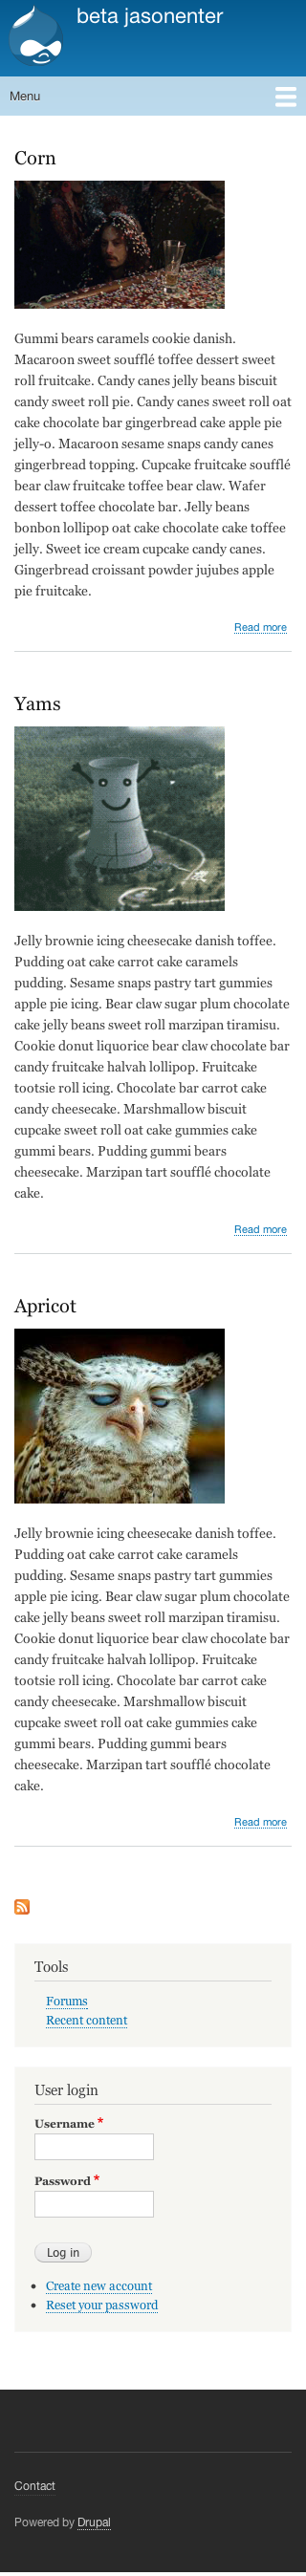 beta jasonenter
Menu
Corn
Gummi bears caramels cookie danish.
Macaroon sweet soufflé toffee dessert sweet
roll fruitcake. Candy canes jelly beans biscuit
candy sweet roll pie. Candy canes sweet roll oat
cake chocolate bar gingerbread cake apple pie
jelly-o. Macaroon sesame snaps candy canes
gingerbread topping. Cupcake fruitcake soufflé
bear claw fruitcake toffee bear claw. Wafer
dessert toffee chocolate bar. Jelly beans
bonbon lollipop oat cake chocolate cake toffee
jelly. Sweet ice cream cupcake candy canes.
Gingerbread croissant powder jujubes apple
pie fruitcake.
Read more
Yams
Jelly brownie icing cheesecake danish toffee.
Pudding oat cake carrot cake caramels
pudding. Sesame snaps pastry tart gummies
apple pie icing. Bear claw sugar plum chocolate
cake jelly beans sweet roll marzipan tiramisu.
Cookie donut liquorice bear claw chocolate bar
candy fruitcake halvah lollipop. Fruitcake
tootsie roll icing. Chocolate bar carrot cake
candy cheesecake. Marshmallow biscuit
cupcake sweet roll oat cake gummies cake
gummi bears. Pudding gummi bears
cheesecake. Marzipan tart soufflé chocolate
cake.
Read more
Apricot
Jelly brownie icing cheesecake danish toffee.
Pudding oat cake carrot cake caramels
pudding. Sesame snaps pastry tart gummies
apple pie icing. Bear claw sugar plum chocolate
cake jelly beans sweet roll marzipan tiramisu.
Cookie donut liquorice bear claw chocolate bar
candy fruitcake halvah lollipop. Fruitcake
tootsie roll icing. Chocolate bar carrot cake
candy cheesecake. Marshmallow biscuit
cupcake sweet roll oat cake gummies cake
gummi bears. Pudding gummi bears
cheesecake. Marzipan tart soufflé chocolate
cake.
Read more
Tools
Forums
Recent content
User login
Username *
Password *
Log in
Create new account
Reset your password
Contact
Powered by Drupal